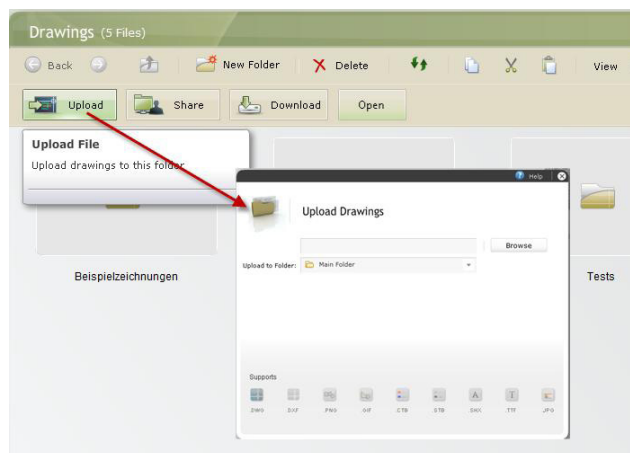 Drawings (5 Files)
Back New Folder Delete View
Upload Share Download Open
Upload File
Upload drawings to this folder
Help
Upload Drawings
Browse
Upload to Folder: Main Folder
Beispielzeichnungen Tests
Supports
.DWG .DXF .PNG .GIF .CTB .STB .SHX .TTF .JPG